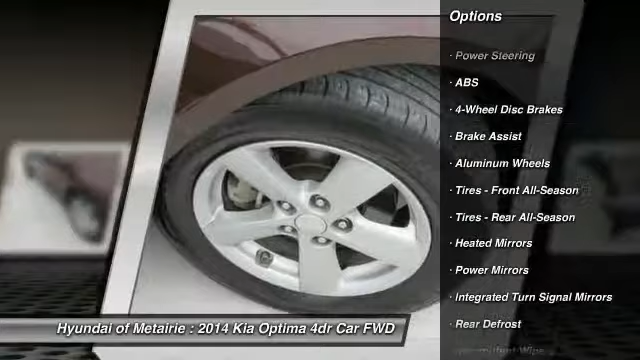 Options
· Power Steering
· ABS
· 4-Wheel Disc Brakes
· Brake Assist
· Aluminum Wheels
· Tires - Front All-Season
· Tires - Rear All-Season
· Heated Mirrors
· Power Mirrors
· Integrated Turn Signal Mirrors
· Rear Defrost
Hyundai of Metairie : 2014 Kia Optima 4dr Car FWD